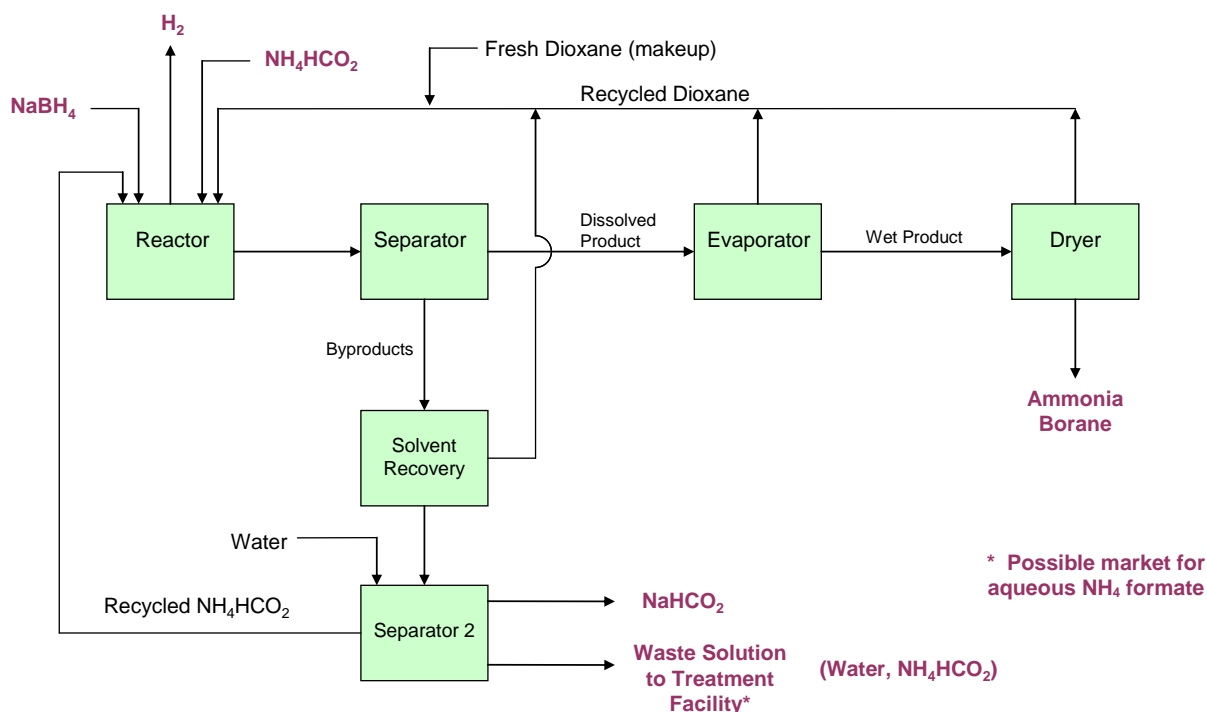 H₂
Fresh Dioxane (makeup)
NH₄HCO₂
NaBH₄
Recycled Dioxane
Reactor
Separator
Dissolved
Product
Evaporator
Wet Product
Dryer
Byproducts
Ammonia
Borane
Solvent
Recovery
Water
* Possible market for
aqueous NH₄ formate
Recycled NH₄HCO₂
Separator 2
NaHCO₂
Waste Solution
to Treatment
Facility*
(Water, NH₄HCO₂)